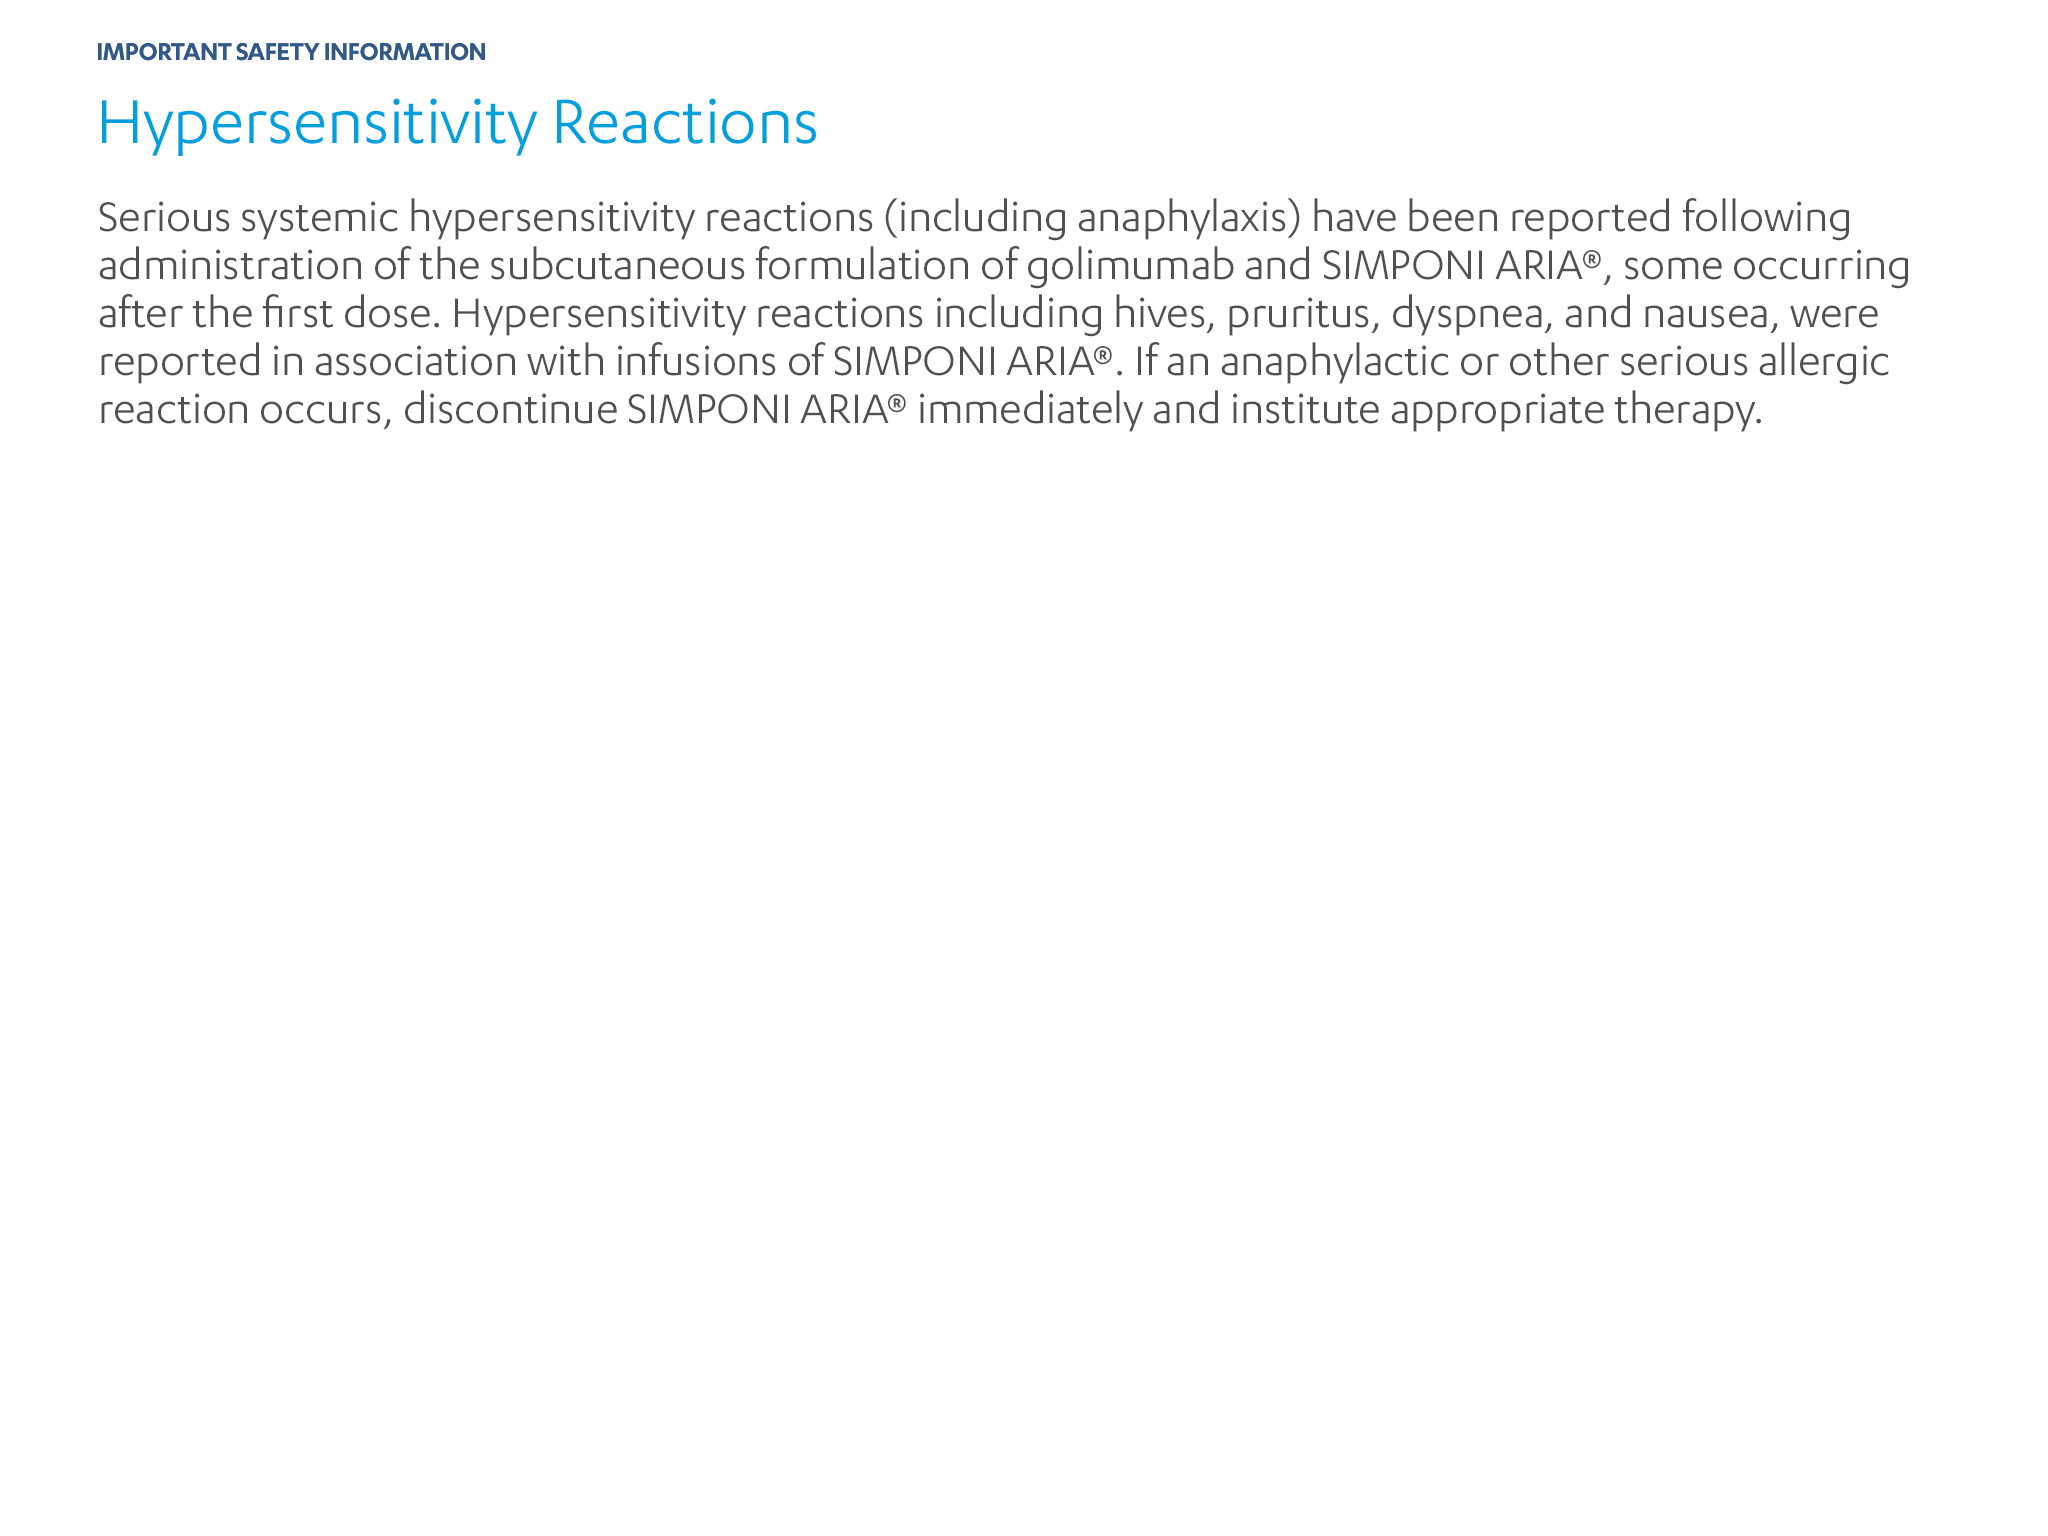 IMPORTANT SAFETY INFORMATION
Hypersensitivity Reactions
Serious systemic hypersensitivity reactions (including anaphylaxis) have been reported following
administration of the subcutaneous formulation of golimumab and SIMPONI ARIA®, some occurring
after the first dose. Hypersensitivity reactions including hives, pruritus, dyspnea, and nausea, were
reported in association with infusions of SIMPONI ARIA®. If an anaphylactic or other serious allergic
reaction occurs, discontinue SIMPONI ARIA® immediately and institute appropriate therapy.